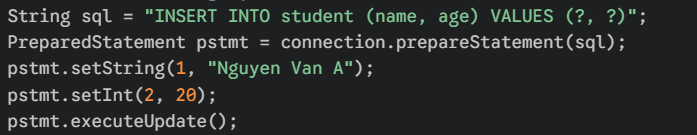 String sql = "INSERT INTO student (name, age) VALUES (?, ?)";
PreparedStatement pstmt = connection.prepareStatement(sql);
pstmt.setString(1, "Nguyen Van A");
pstmt.setInt(2, 20);
pstmt.executeUpdate();